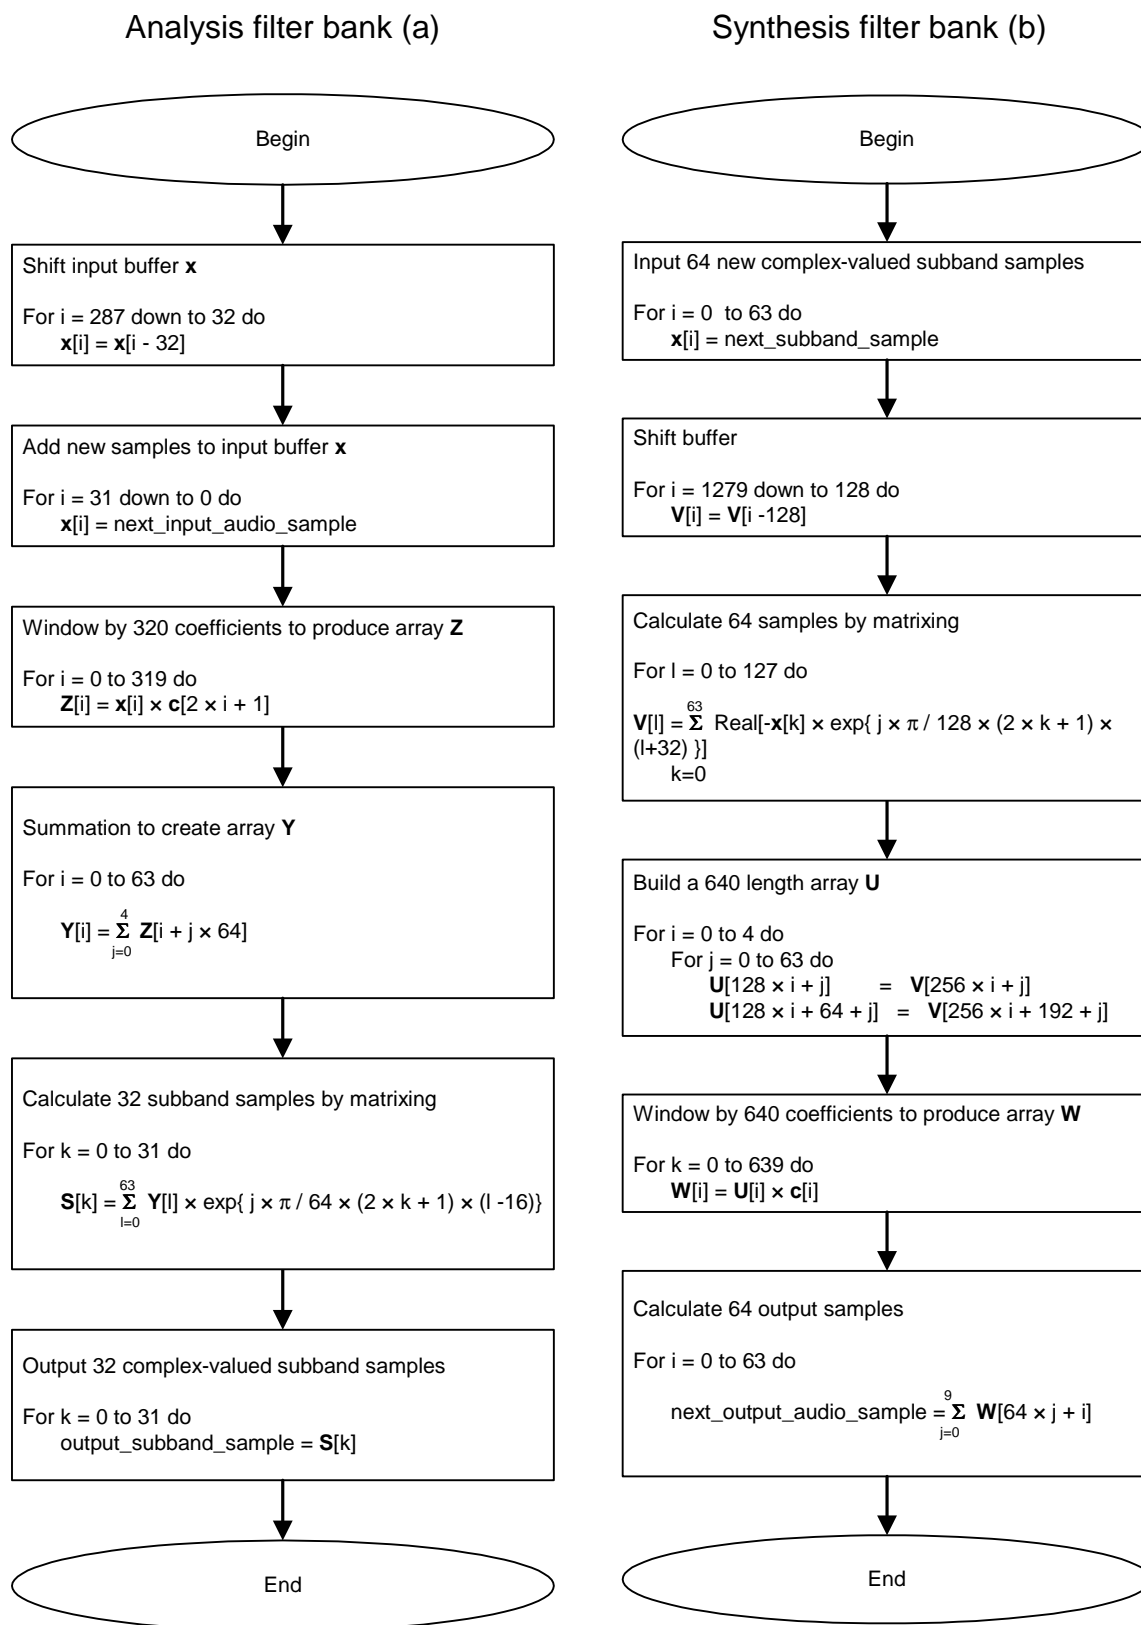 Analysis filter bank (a)
Begin
Shift input buffer x
For i = 287 down to 32 do
x[i] = x[i - 32]
Add new samples to input buffer x
For i = 31 down to 0 do
x[i] = next_input_audio_sample
Window by 320 coefficients to produce array Z
For i = 0 to 319 do
Z[i] = x[i] × c[2 × i + 1]
Summation to create array Y
For i = 0 to 63 do
4
Y[i] = Σ Z[i + j × 64]
j=0
Calculate 32 subband samples by matrixing
For k = 0 to 31 do
63
S[k] = Σ Y[l] × exp{ j × π / 64 × (2 × k + 1) × (l -16)}
l=0
Output 32 complex-valued subband samples
For k = 0 to 31 do
output_subband_sample = S[k]
End
Synthesis filter bank (b)
Begin
Input 64 new complex-valued subband samples
For i = 0 to 63 do
x[i] = next_subband_sample
Shift buffer
For i = 1279 down to 128 do
V[i] = V[i -128]
Calculate 64 samples by matrixing
For l = 0 to 127 do
63
V[l] = Σ Real[-x[k] × exp{ j × π / 128 × (2 × k + 1) ×
(l+32) }]
k=0
Build a 640 length array U
For i = 0 to 4 do
For j = 0 to 63 do
U[128 × i + j] = V[256 × i + j]
U[128 × i + 64 + j] = V[256 × i + 192 + j]
Window by 640 coefficients to produce array W
For k = 0 to 639 do
W[i] = U[i] × c[i]
Calculate 64 output samples
For i = 0 to 63 do
9
next_output_audio_sample = Σ W[64 × j + i]
j=0
End